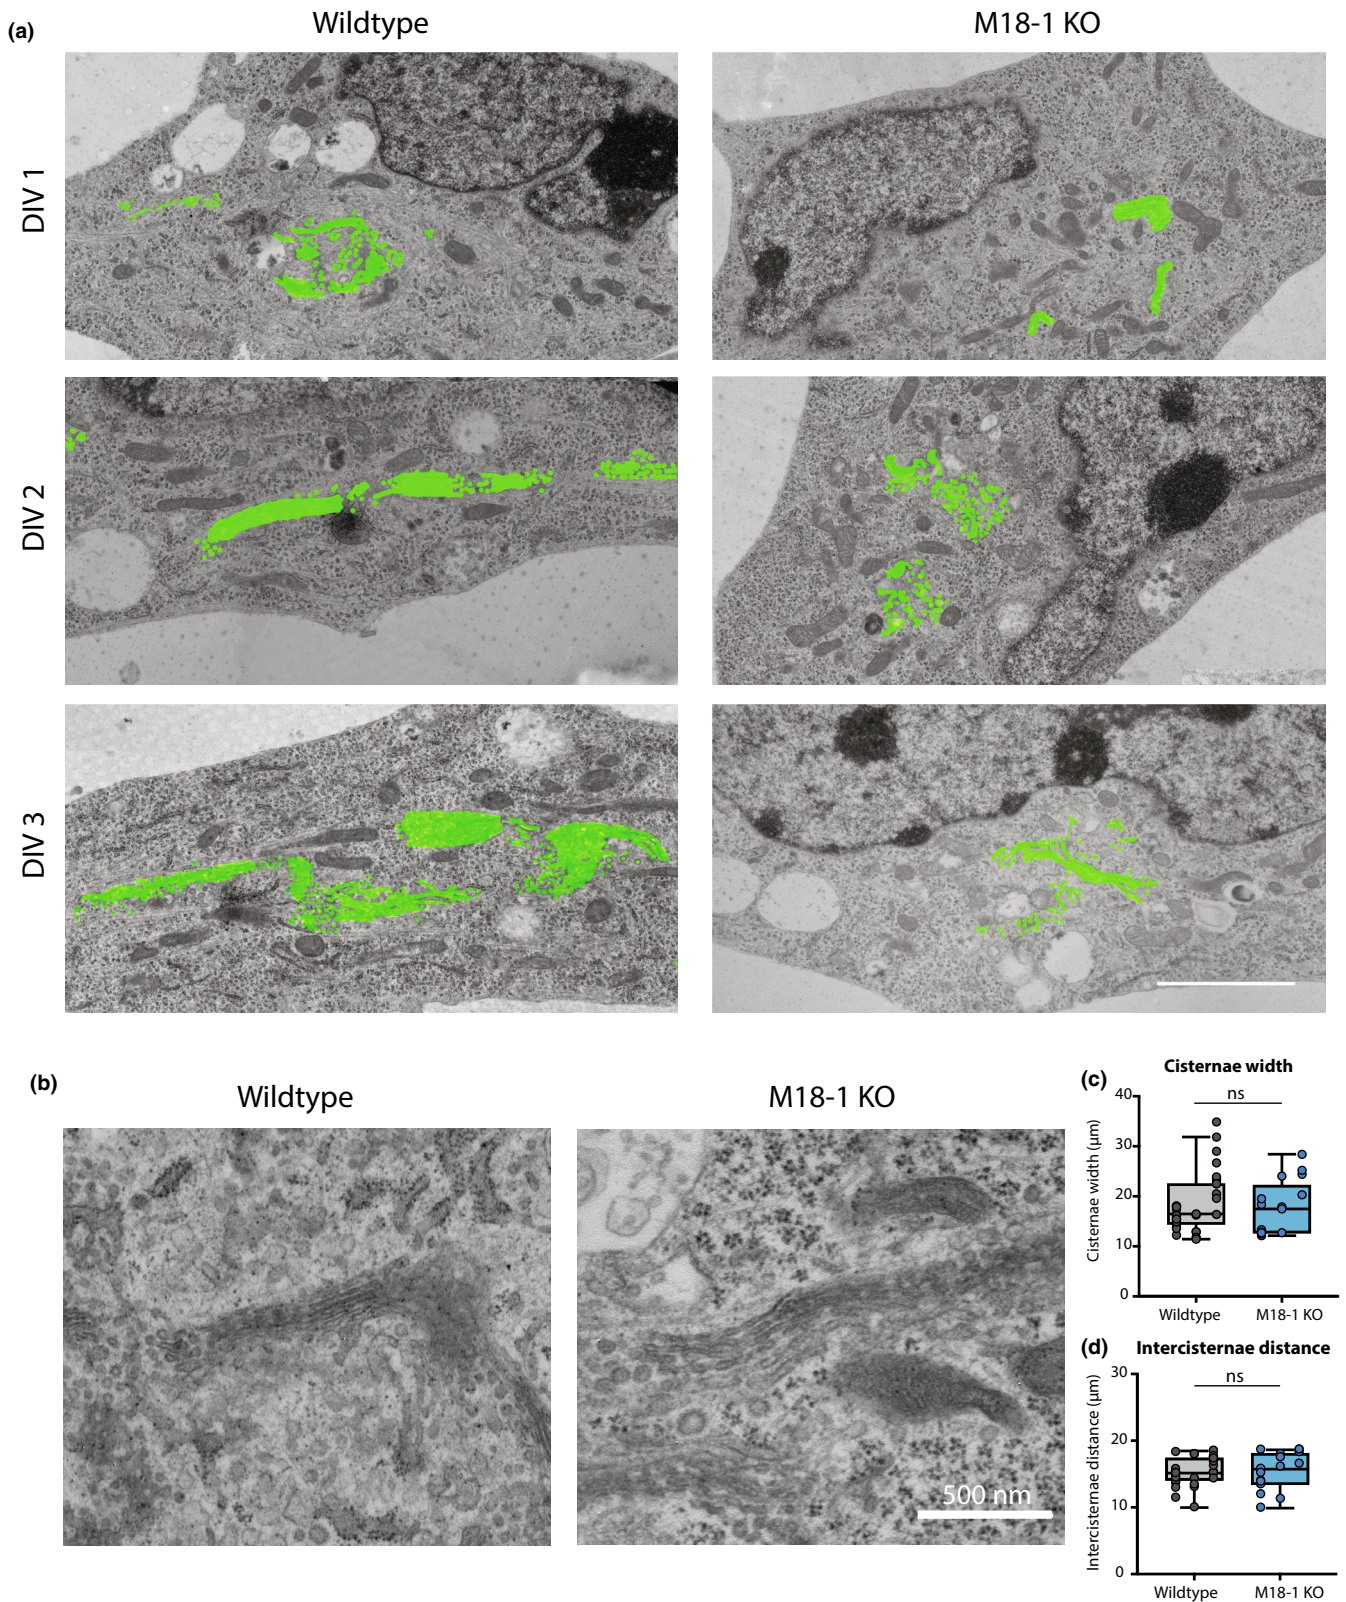 (a)
Wildtype
M18-1 KO
DIV 1
DIV 2
DIV 3
(b)
Wildtype
M18-1 KO
500 nm
(c)
Cisternae width
Cisternae width (μm)
40
30
20
10
0
ns
Wildtype
M18-1 KO
(d)
Intercisternae distance
Intercisternae distance (μm)
30
20
10
0
ns
Wildtype
M18-1 KO